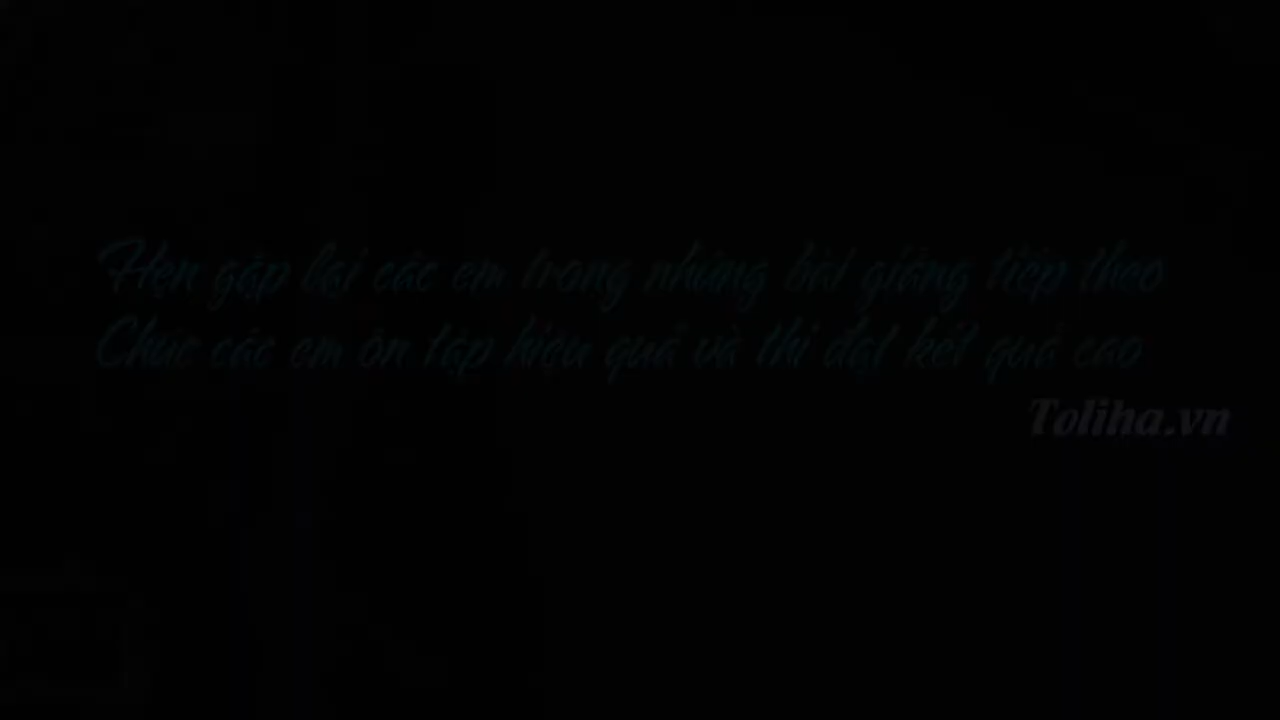 Hẹn gặp lại các em trong những bài giảng tiếp theo
Chúc các em ôn tập hiệu quả và thi đạt kết quả cao
Toliha.vn